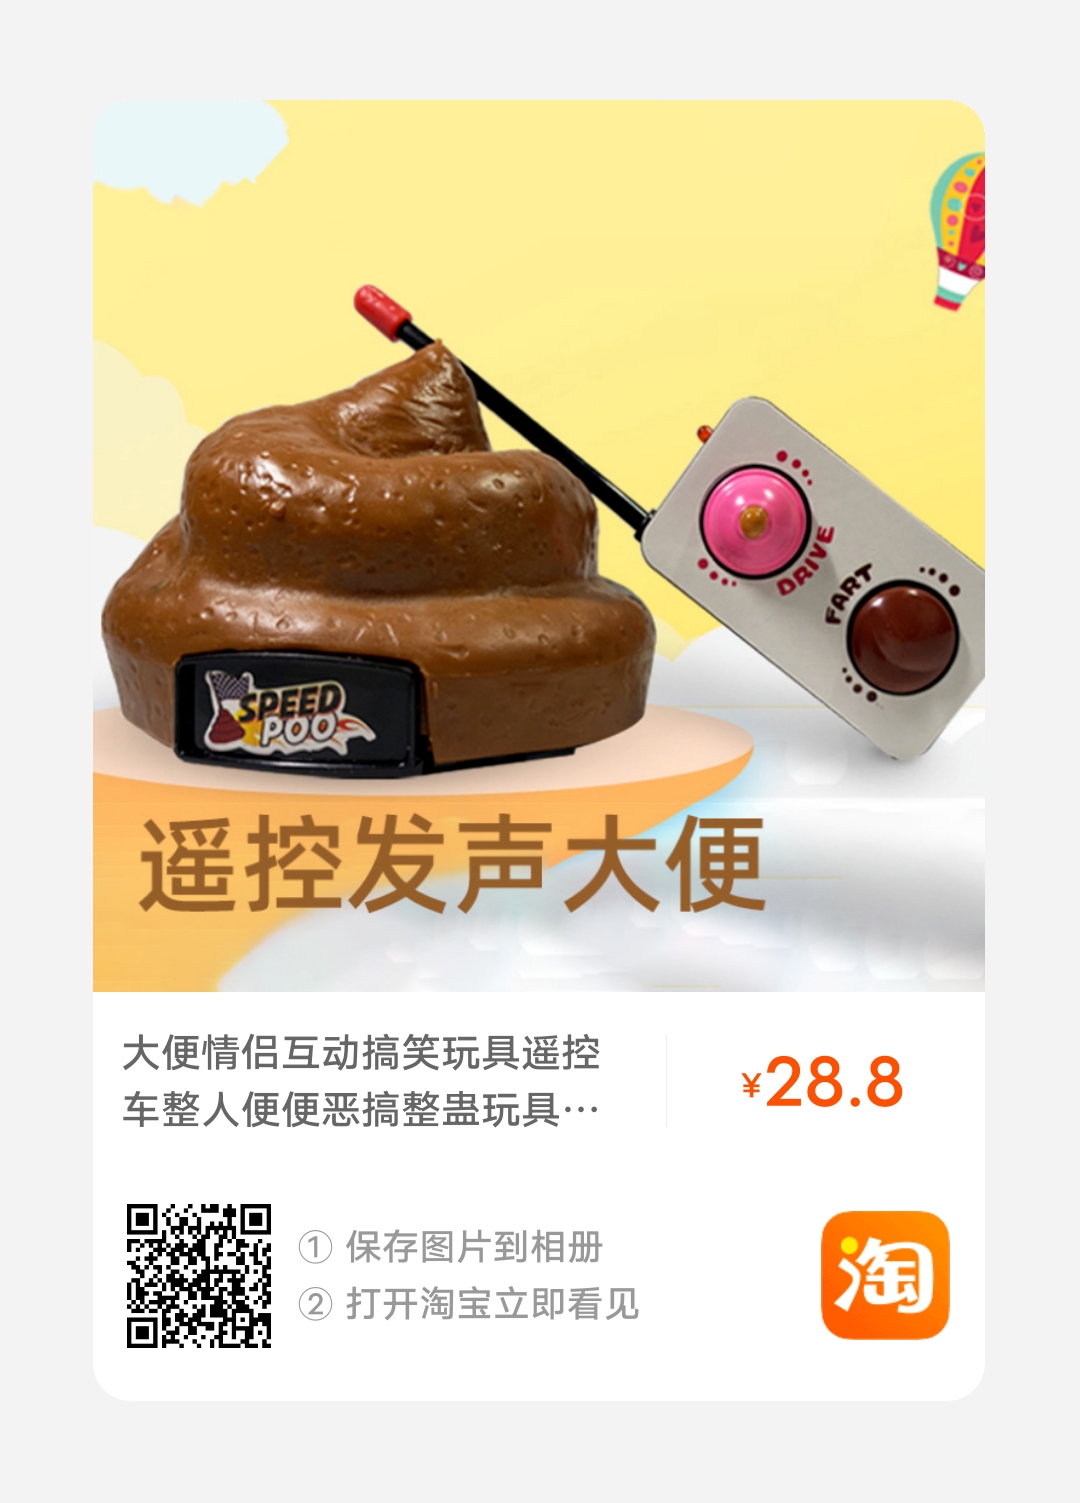 DRIVE
FART
SPEED
POO
遥控发声大便
大便情侣互动搞笑玩具遥控
车整人便便恶搞整蛊玩具…
¥28.8
① 保存图片到相册
② 打开淘宝立即看见
淘